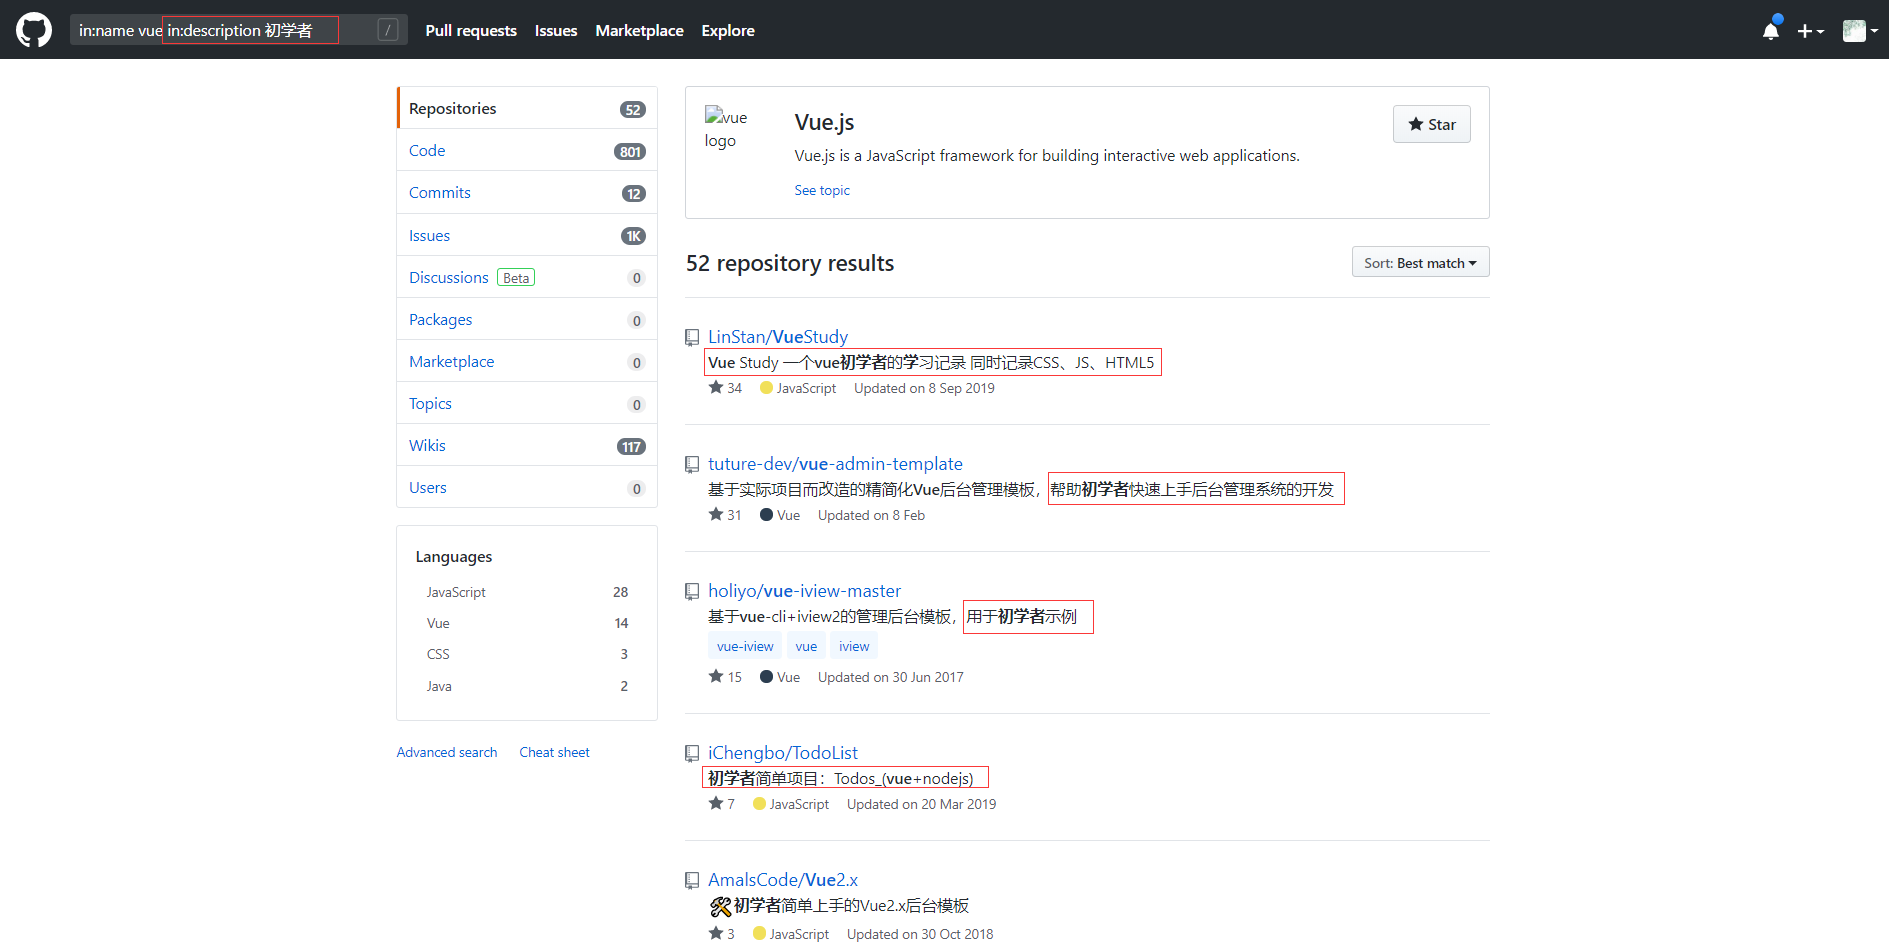 in:name vue in:description 初学者 /
Pull requests Issues Marketplace Explore
Repositories 52
Code 801
Commits 12
Issues 1K
Discussions Beta 0
Packages 0
Marketplace 0
Topics 0
Wikis 117
Users 0
Languages
JavaScript 28
Vue 14
CSS 3
Java 2
Advanced search Cheat sheet
vue
logo
Vue.js
Star
Vue.js is a JavaScript framework for building interactive web applications.
See topic
52 repository results
Sort: Best match
LinStan/VueStudy
Vue Study 一个vue初学者的学习记录 同时记录CSS、JS、HTML5
34 JavaScript Updated on 8 Sep 2019
tuture-dev/vue-admin-template
基于实际项目而改造的精简化Vue后台管理模板，帮助初学者快速上手后台管理系统的开发
31 Vue Updated on 8 Feb
holiyo/vue-iview-master
基于vue-cli+iview2的管理后台模板，用于初学者示例
vue-iview vue iview
15 Vue Updated on 30 Jun 2017
iChengbo/TodoList
初学者简单项目：Todos_(vue+nodejs)
7 JavaScript Updated on 20 Mar 2019
AmalsCode/Vue2.x
初学者简单上手的Vue2.x后台模板
3 JavaScript Updated on 30 Oct 2018